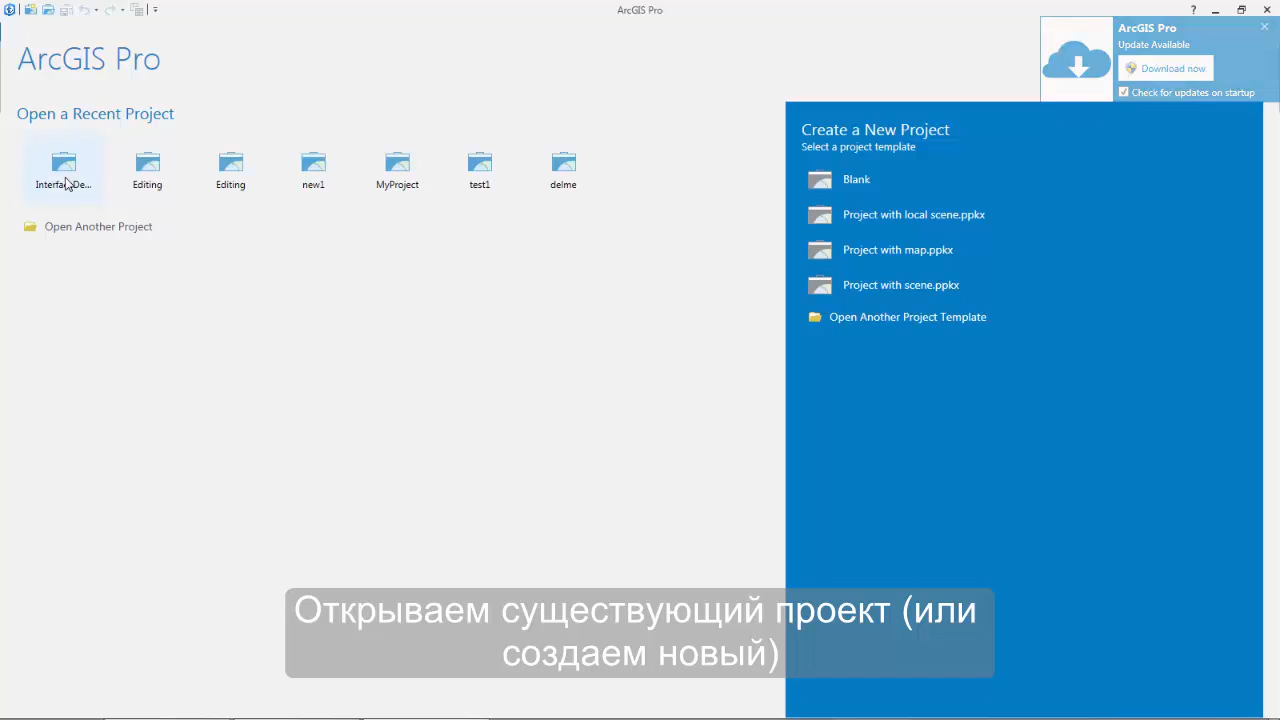 ArcGIS Pro
?
ArcGIS Pro
Update Available
Download now
Check for updates on startup
ArcGIS Pro
Open a Recent Project
Editing
Editing
new1
MyProject
test1
delme
Open Another Project
Create a New Project
Select a project template
Blank
Project with local scene.ppkx
Project with map.ppkx
Project with scene.ppkx
Open Another Project Template
Открываем существующий проект (или
создаем новый)